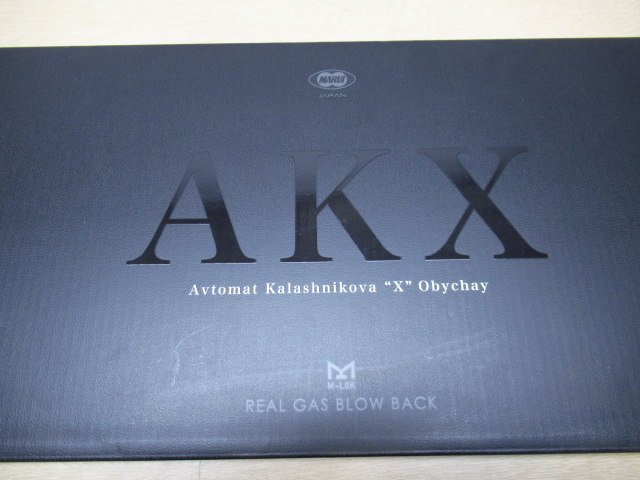 MARUI
JAPAN
AKX
Avtomat Kalashnikova “X” Obychay
M-LOK
REAL GAS BLOW BACK